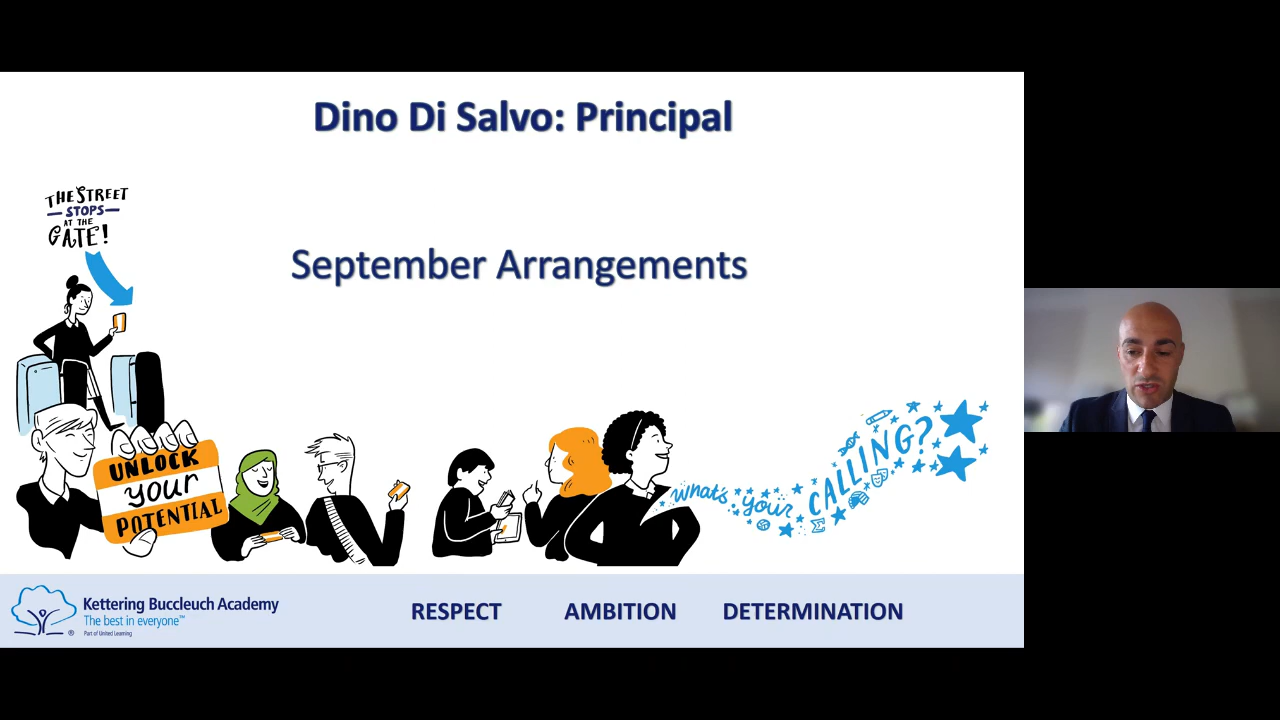 Dino Di Salvo: Principal
THE STREET
STOPS
AT THE
GATE!
September Arrangements
UNLOCK
your
POTENTIAL
what's your CALLING?
Kettering Buccleuch Academy
The best in everyone™
Part of United Learning
®
RESPECT AMBITION DETERMINATION